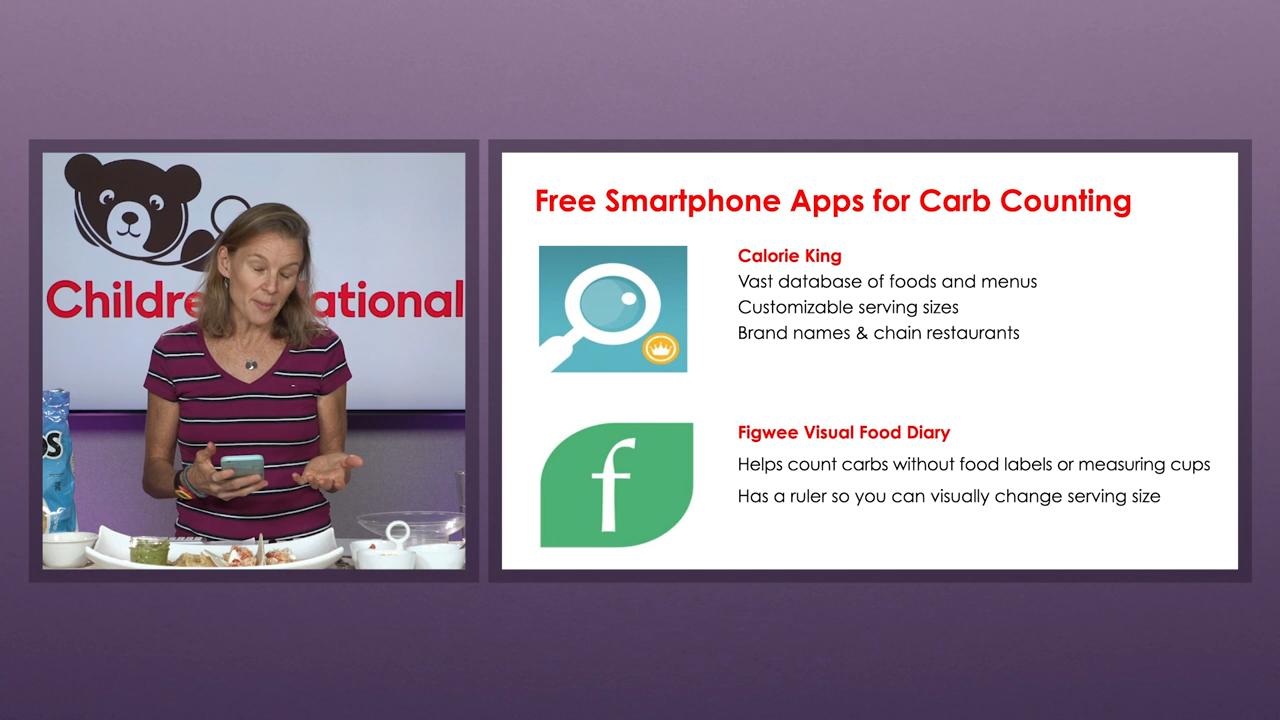 Children's National
Free Smartphone Apps for Carb Counting
Calorie King
Vast database of foods and menus
Customizable serving sizes
Brand names & chain restaurants
f
Figwee Visual Food Diary
Helps count carbs without food labels or measuring cups
Has a ruler so you can visually change serving size